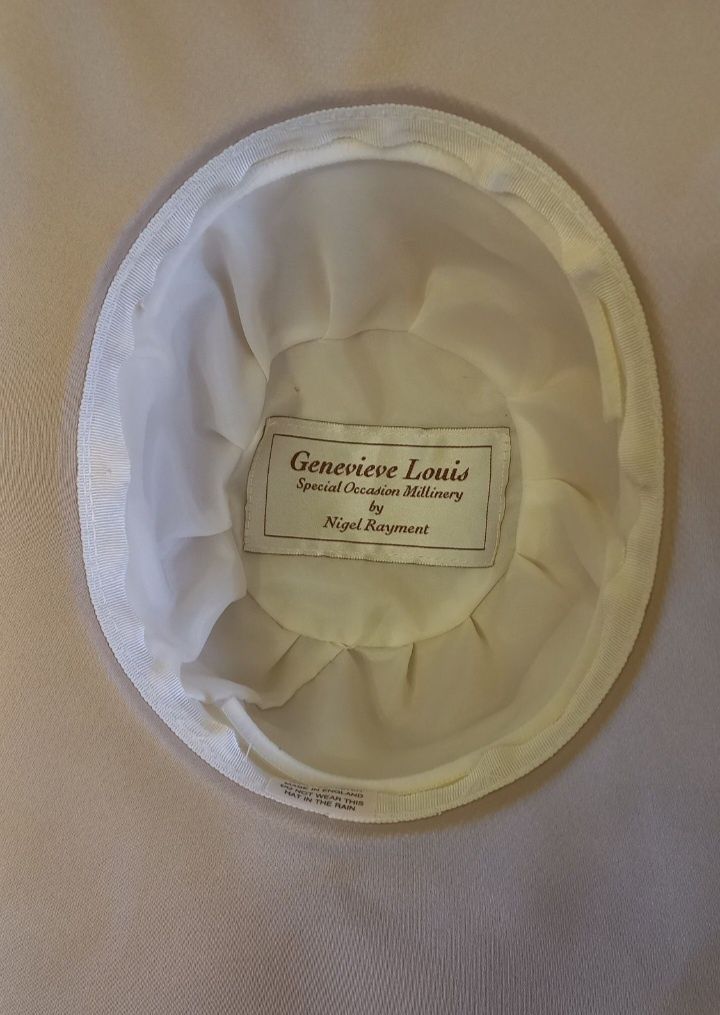 Genevieve Louis
Special Occasion Millinery
by
Nigel Rayment
MADE IN ENGLAND
DO NOT WEAR THIS
HAT IN THE RAIN